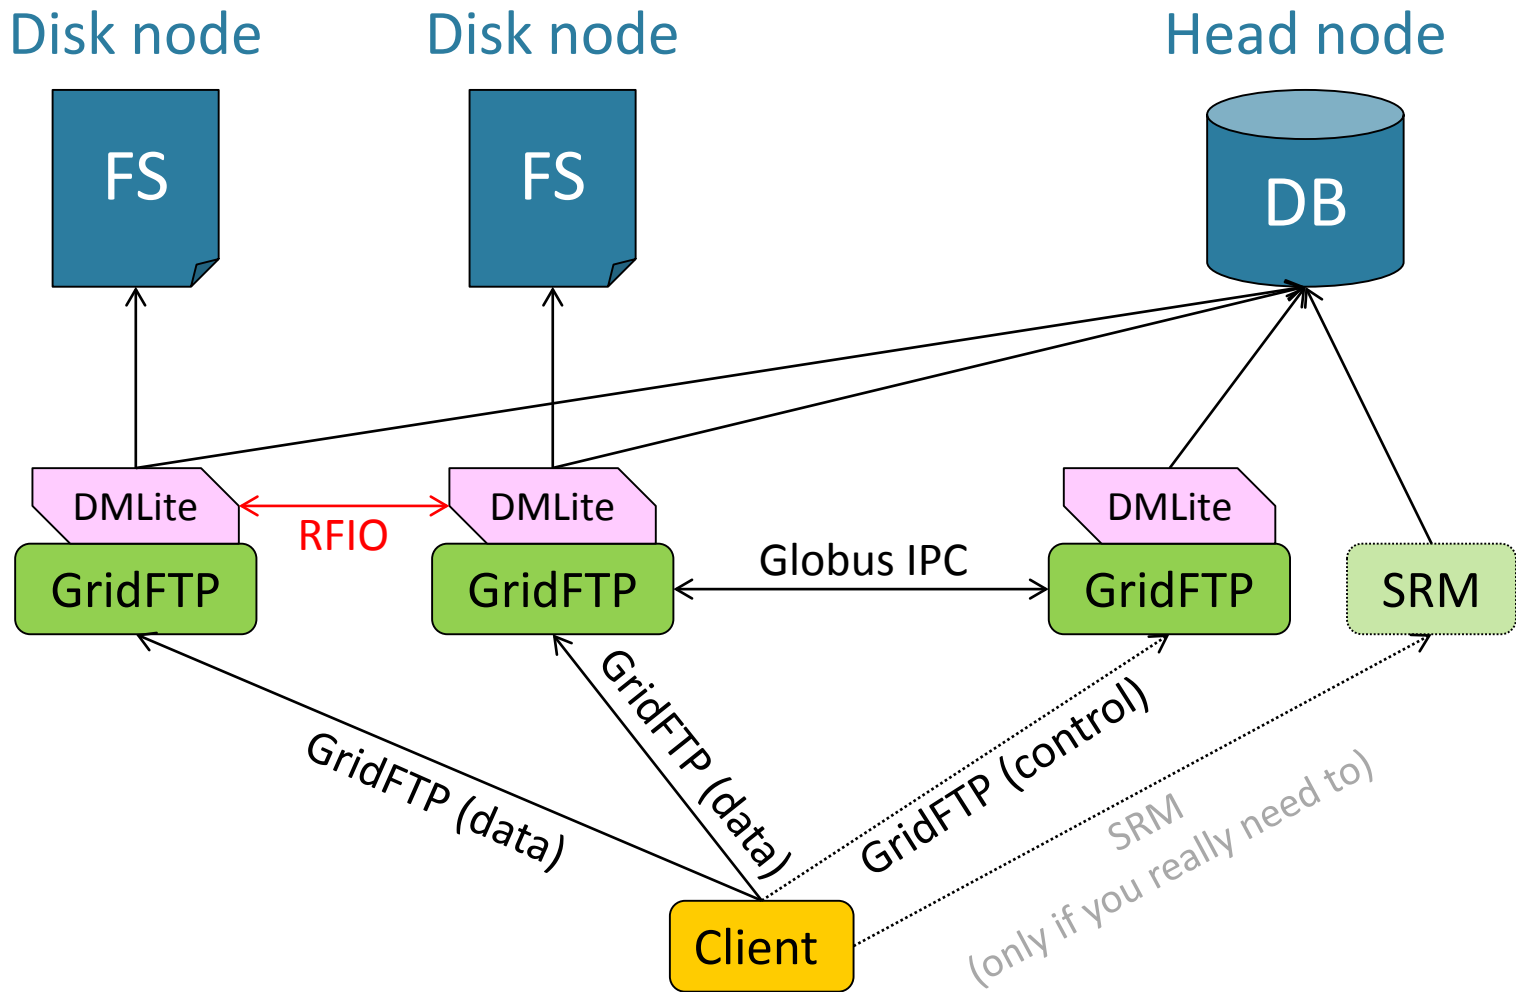 Disk node
Disk node
Head node
FS
FS
DB
DMLite
RFIO
DMLite
DMLite
GridFTP
GridFTP
Globus IPC
GridFTP
SRM
GridFTP (data)
GridFTP (data)
GridFTP (control)
SRM
(only if you really need to)
Client